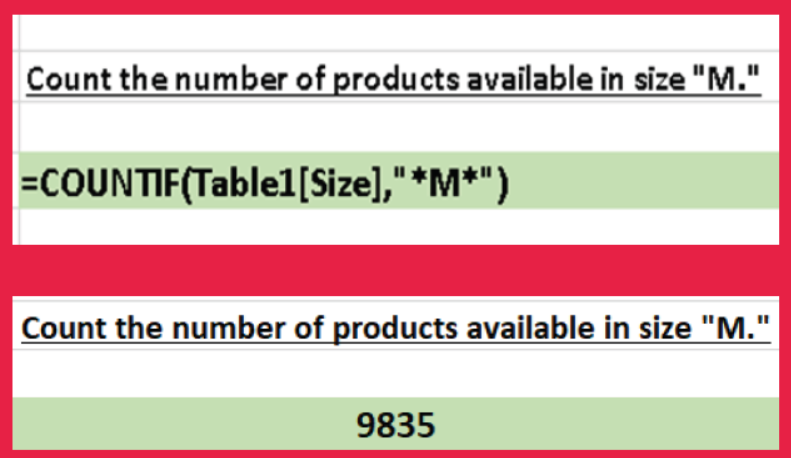 Count the number of products available in size "M."
=COUNTIF(Table1[Size],"*M*")
Count the number of products available in size "M."
9835